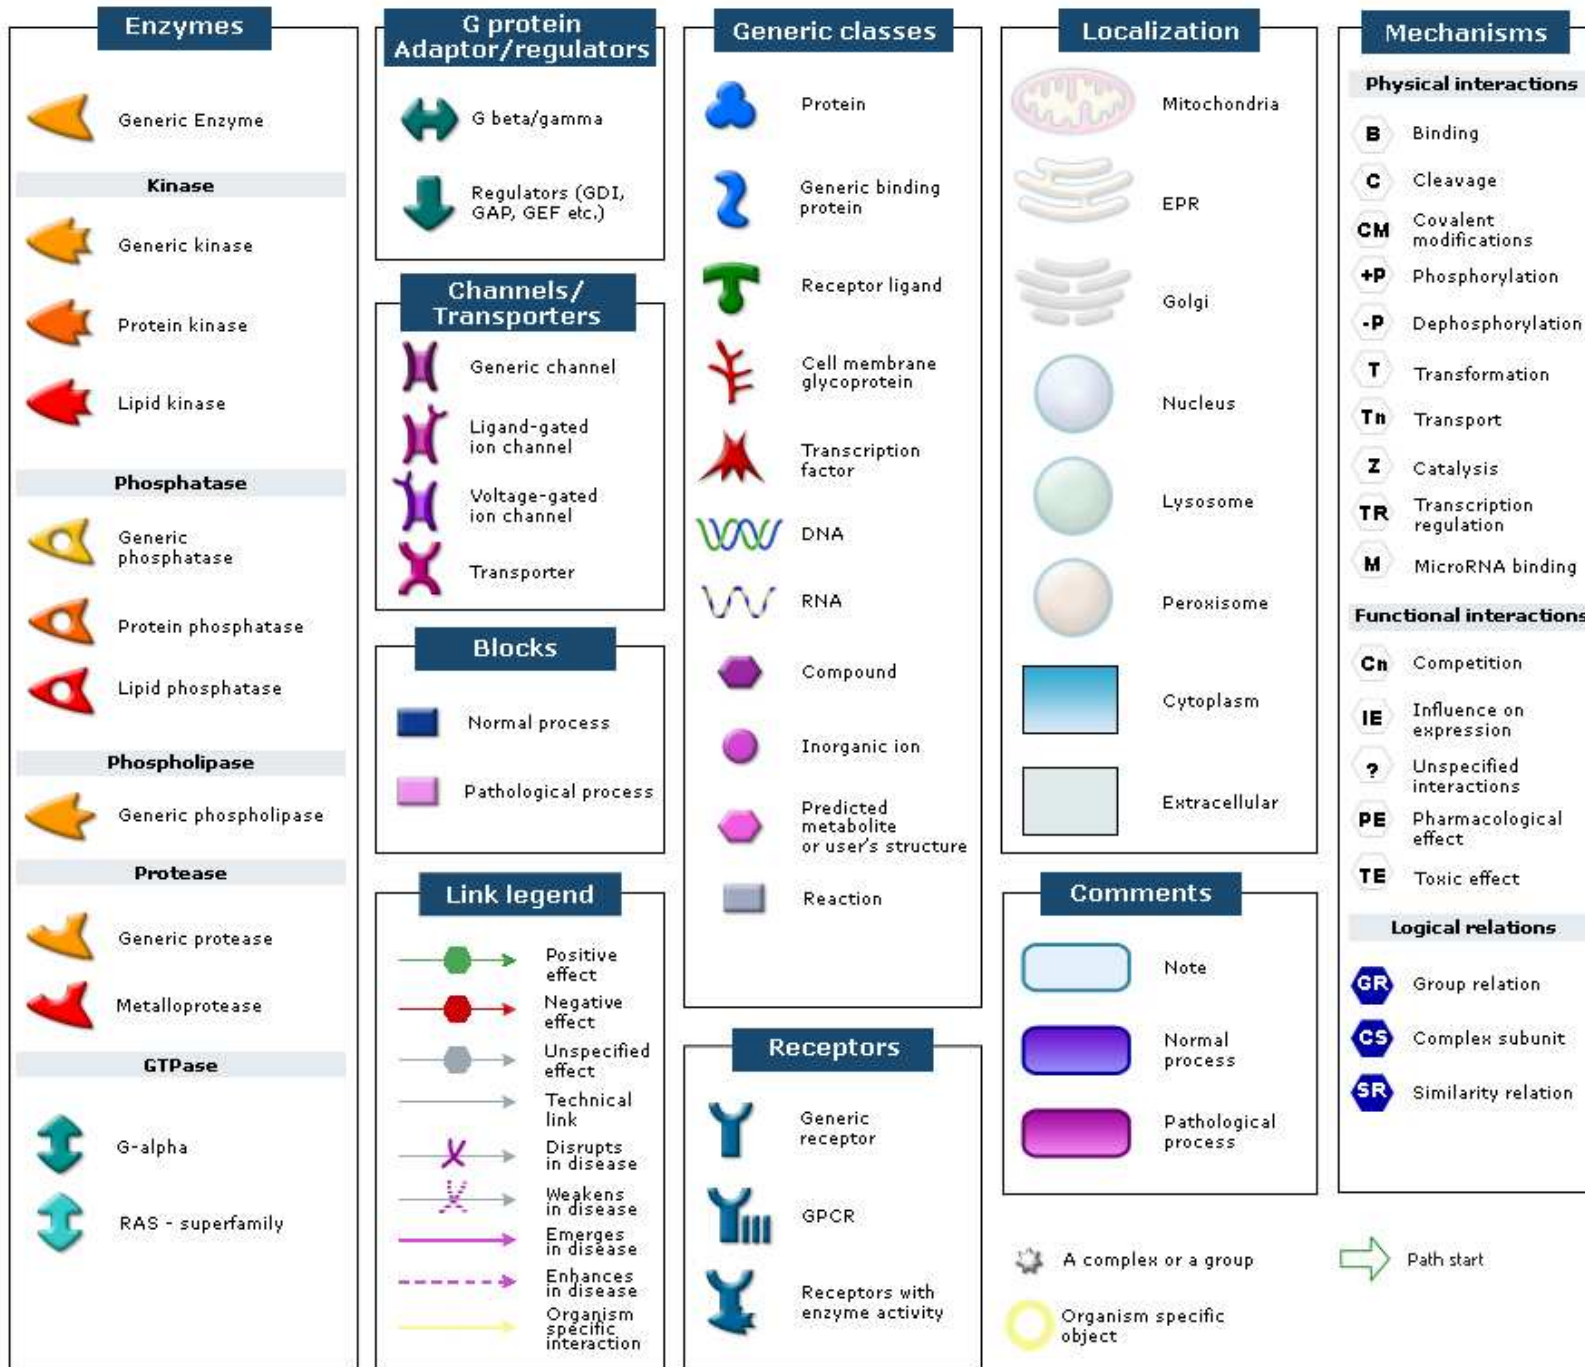 Enzymes
Generic Enzyme
Kinase
Generic kinase
Protein kinase
Lipid kinase
Phosphatase
Generic
phosphatase
Protein phosphatase
Lipid phosphatase
Phospholipase
Generic phospholipase
Protease
Generic protease
Metalloprotease
GTPase
G-alpha
RAS - superfamily
G protein
Adaptor/regulators
G beta/gamma
Regulators (GDI,
GAP, GEF etc.)
Channels/
Transporters
Generic channel
Ligand-gated
ion channel
Voltage-gated
ion channel
Transporter
Blocks
Normal process
Pathological process
Link legend
Positive
effect
Negative
effect
Unspecified
effect
Technical
link
Disrupts
in disease
Weakens
in disease
Emerges
in disease
Enhances
in disease
Organism
specific
interaction
Generic classes
Protein
Generic binding
protein
Receptor ligand
Cell membrane
glycoprotein
Transcription
factor
DNA
RNA
Compound
Inorganic ion
Predicted
metabolite
or user's structure
Reaction
Receptors
Generic
receptor
GPCR
Receptors with
enzyme activity
Localization
Mitochondria
EPR
Golgi
Nucleus
Lysosome
Peroxisome
Cytoplasm
Extracellular
Comments
Note
Normal
process
Pathological
process
A complex or a group
Organism specific
object
Mechanisms
Physical interactions
B Binding
C Cleavage
CM Covalent
modifications
+P Phosphorylation
-P Dephosphorylation
T Transformation
Tn Transport
Z Catalysis
TR Transcription
regulation
M MicroRNA binding
Functional interactions
Cn Competition
IE Influence on
expression
? Unspecified
interactions
PE Pharmacological
effect
TE Toxic effect
Logical relations
GR Group relation
CS Complex subunit
SR Similarity relation
Path start